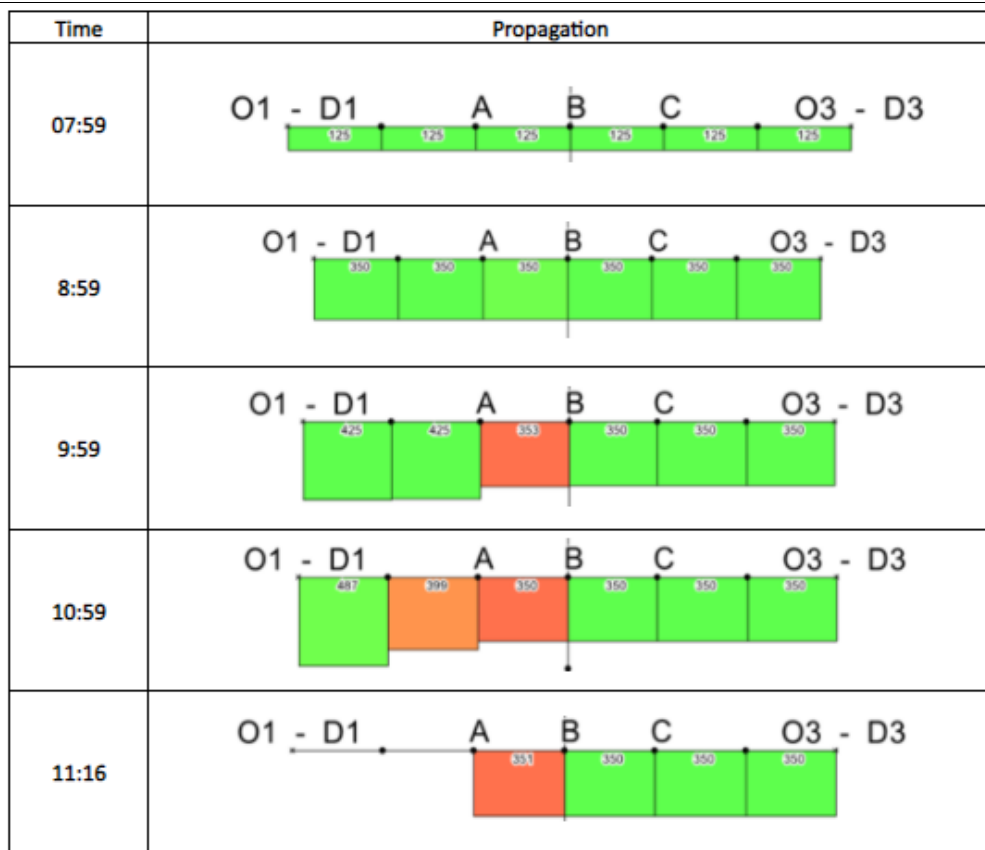 Time Propagation
07:59
O1 - D1 A B C O3 - D3
125 125 125 125 125 125
8:59
O1 - D1 A B C O3 - D3
350 350 350 350 350 350
9:59
O1 - D1 A B C O3 - D3
425 425 353 350 350 350
10:59
O1 - D1 A B C O3 - D3
487 399 350 350 350 350
11:16
O1 - D1 A B C O3 - D3
351 350 350 350